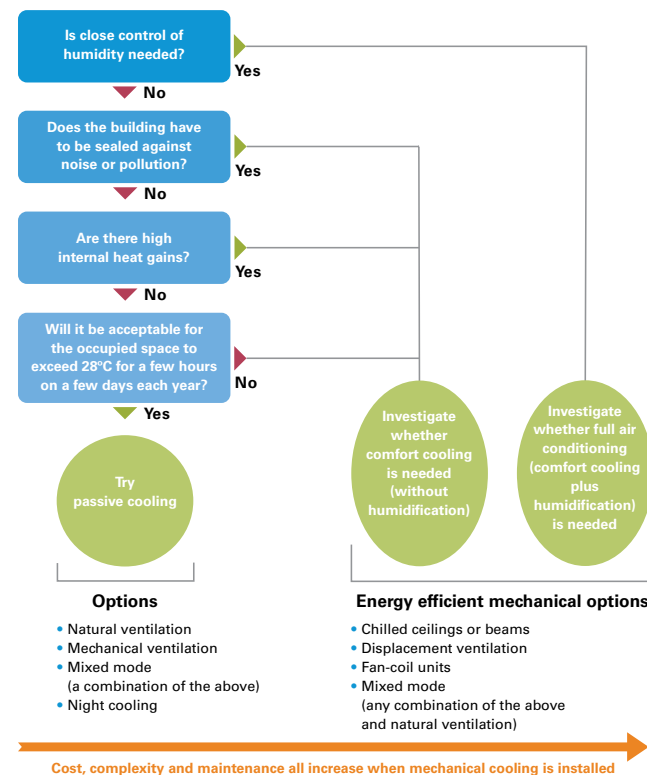 Is close control of
humidity needed?
Yes
No
Does the building have
to be sealed against
noise or pollution?
Yes
No
Are there high
internal heat gains?
Yes
No
Will it be acceptable for
the occupied space to
exceed 28ºC for a few hours
on a few days each year?
No
Yes
Try
passive cooling
Investigate
whether
comfort cooling
is needed
(without
humidification)
Investigate
whether full air
conditioning
(comfort cooling
plus
humidification)
is needed
Options
• Natural ventilation
• Mechanical ventilation
• Mixed mode
(a combination of the above)
• Night cooling
Energy efficient mechanical options
• Chilled ceilings or beams
• Displacement ventilation
• Fan-coil units
• Mixed mode
(any combination of the above
and natural ventilation)
Cost, complexity and maintenance all increase when mechanical cooling is installed